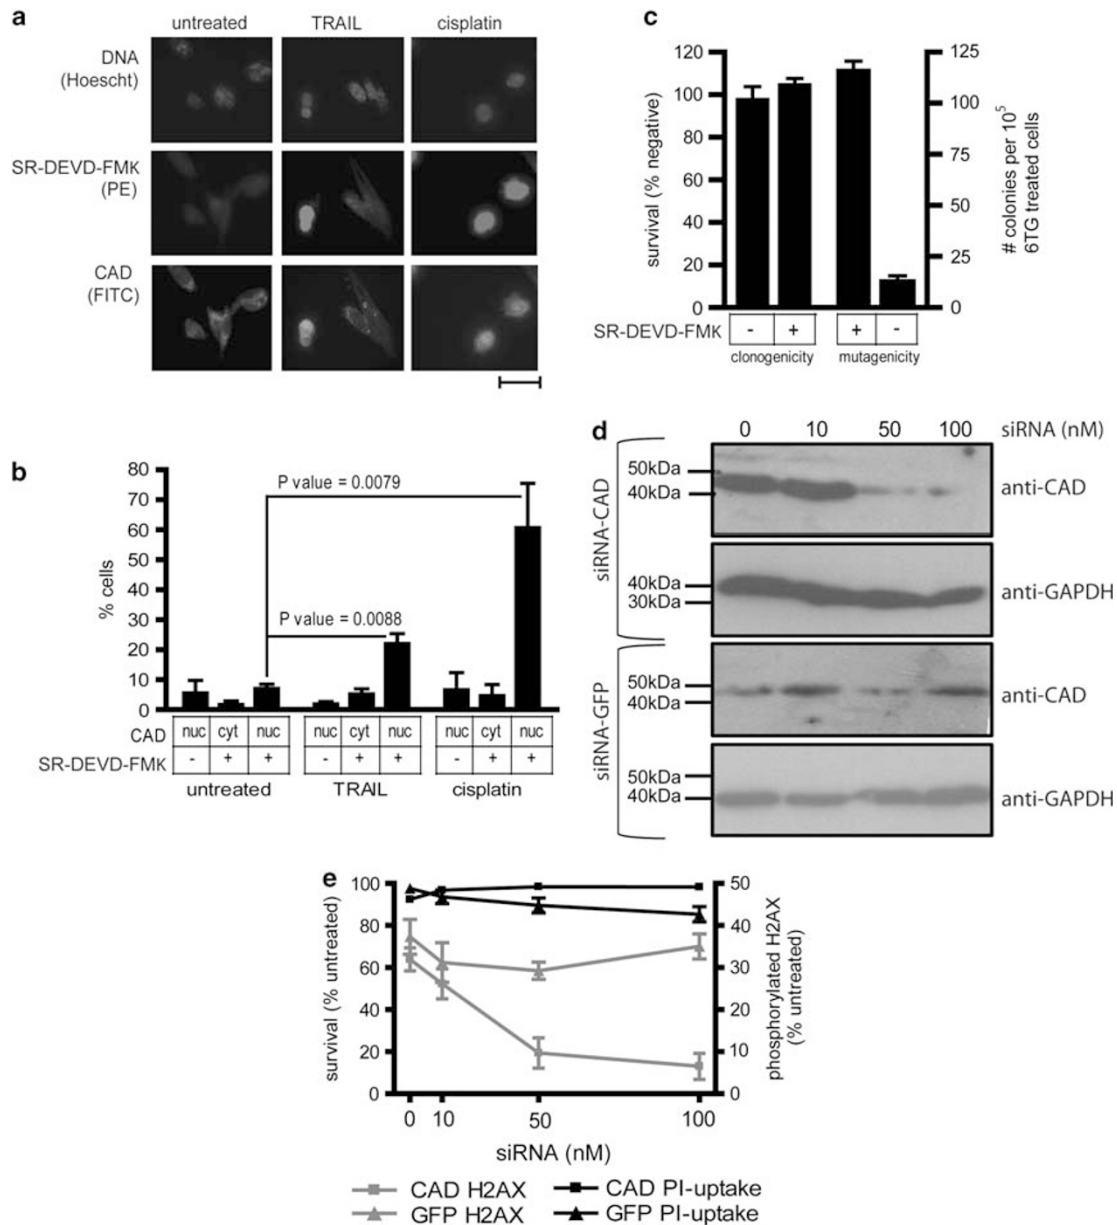 a
untreated TRAIL cisplatin
DNA
(Hoescht)
SR-DEVD-FMK
(PE)
CAD
(FITC)
b
% cells
80
70
60
50
40
30
20
10
0
P value = 0.0079
P value = 0.0088
CAD nuc cyt nuc nuc cyt nuc nuc cyt nuc
SR-DEVD-FMK - + + - + + - + +
untreated TRAIL cisplatin
c
survival (% negative)
120
100
80
60
40
20
0
125
100
75
50
25
0
# colonies per 10⁵
6TG treated cells
SR-DEVD-FMK - + + -
clonogenicity mutagenicity
d
0 10 50 100 siRNA (nM)
siRNA-CAD
50kDa
40kDa
anti-CAD
40kDa
30kDa
anti-GAPDH
siRNA-GFP
50kDa
40kDa
anti-CAD
50kDa
40kDa
anti-GAPDH
e
survival (% untreated)
100
80
60
40
20
0
50
40
30
20
10
0
phosphorylated H2AX
(% untreated)
0 10 50 100
siRNA (nM)
CAD H2AX CAD PI-uptake
GFP H2AX GFP PI-uptake